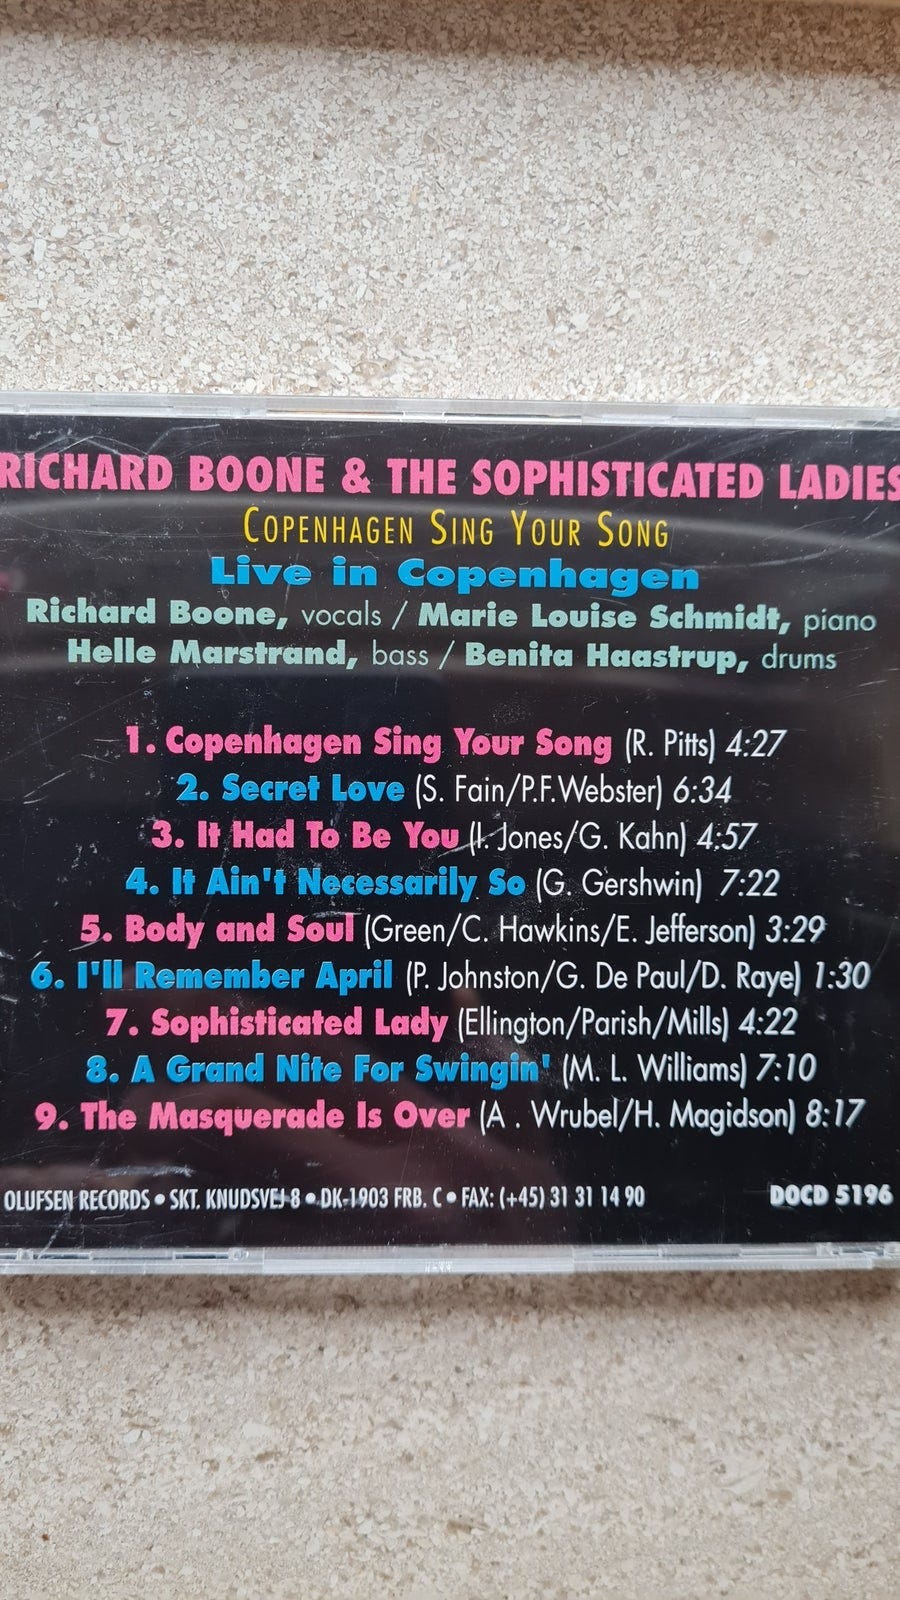 RICHARD BOONE & THE SOPHISTICATED LADIES
COPENHAGEN SING YOUR SONG
Live in Copenhagen
Richard Boone, vocals / Marie Louise Schmidt, piano
Helle Marstrand, bass / Benita Haastrup, drums
1. Copenhagen Sing Your Song (R. Pitts) 4:27
2. Secret Love (S. Fain/P.F.Webster) 6:34
3. It Had To Be You (I. Jones/G. Kahn) 4:57
4. It Ain't Necessarily So (G. Gershwin) 7:22
5. Body and Soul (Green/C. Hawkins/E. Jefferson) 3:29
6. I'll Remember April (P. Johnston/G. De Paul/D. Raye) 1:30
7. Sophisticated Lady (Ellington/Parish/Mills) 4:22
8. A Grand Nite For Swingin' (M. L. Williams) 7:10
9. The Masquerade Is Over (A . Wrubel/H. Magidson) 8:17
OLUFSEN RECORDS • SKT. KNUDSVEJ 8 • DK-1903 FRB. C • FAX: (+45) 31 31 14 90 DOCD 5196